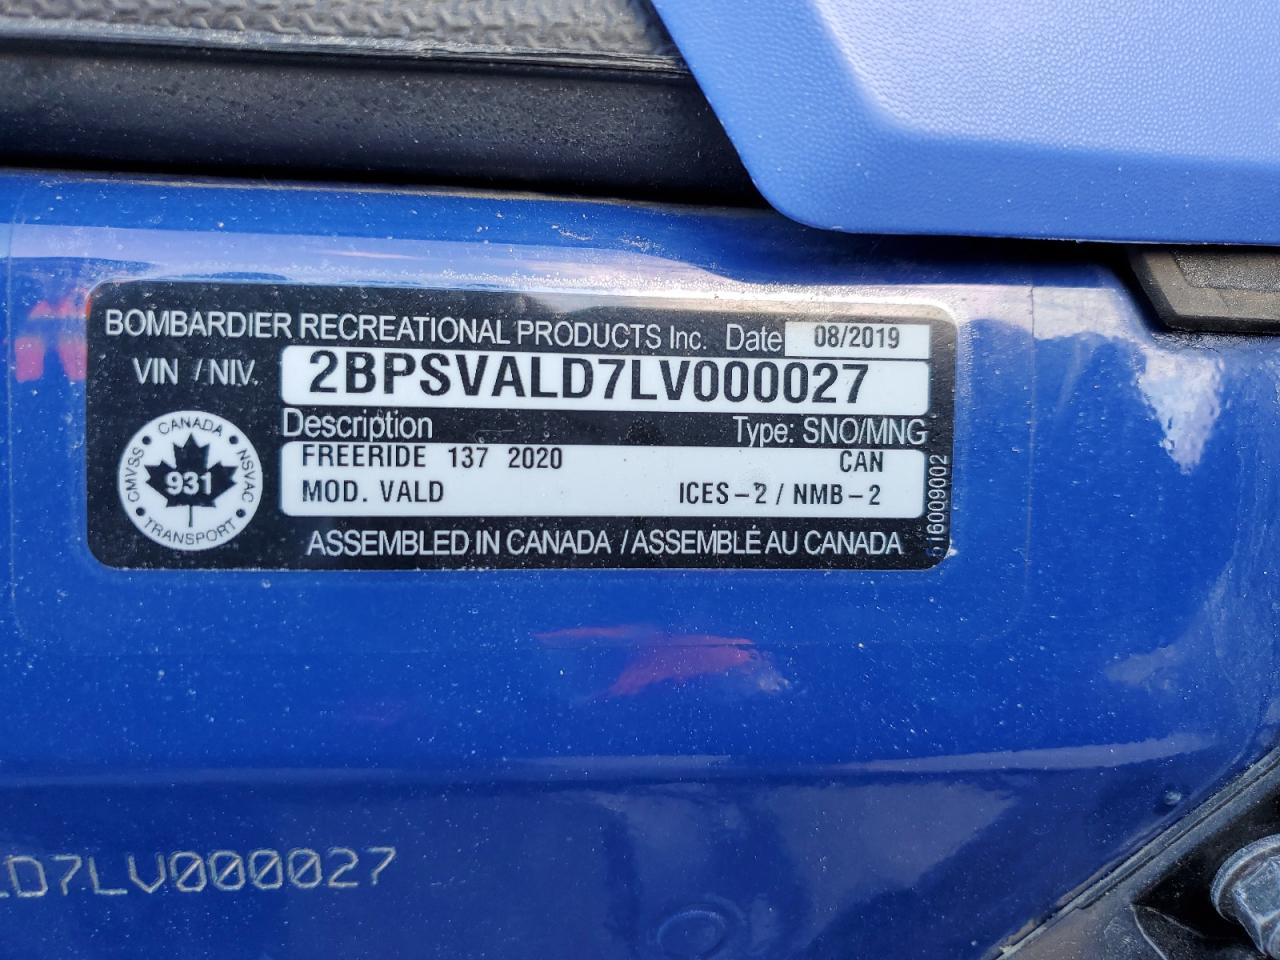 BOMBARDIER RECREATIONAL PRODUCTS Inc. Date 08/2019
VIN / NIV. 2BPSVALD7LV000027
Description Type: SNO/MNG
FREERIDE 137 2020 CAN
MOD. VALD ICES-2 / NMB-2
ASSEMBLED IN CANADA / ASSEMBLÉ AU CANADA
CANADA
CMVSS 931 NSVAC
TRANSPORT
516009002
LD7LV000027